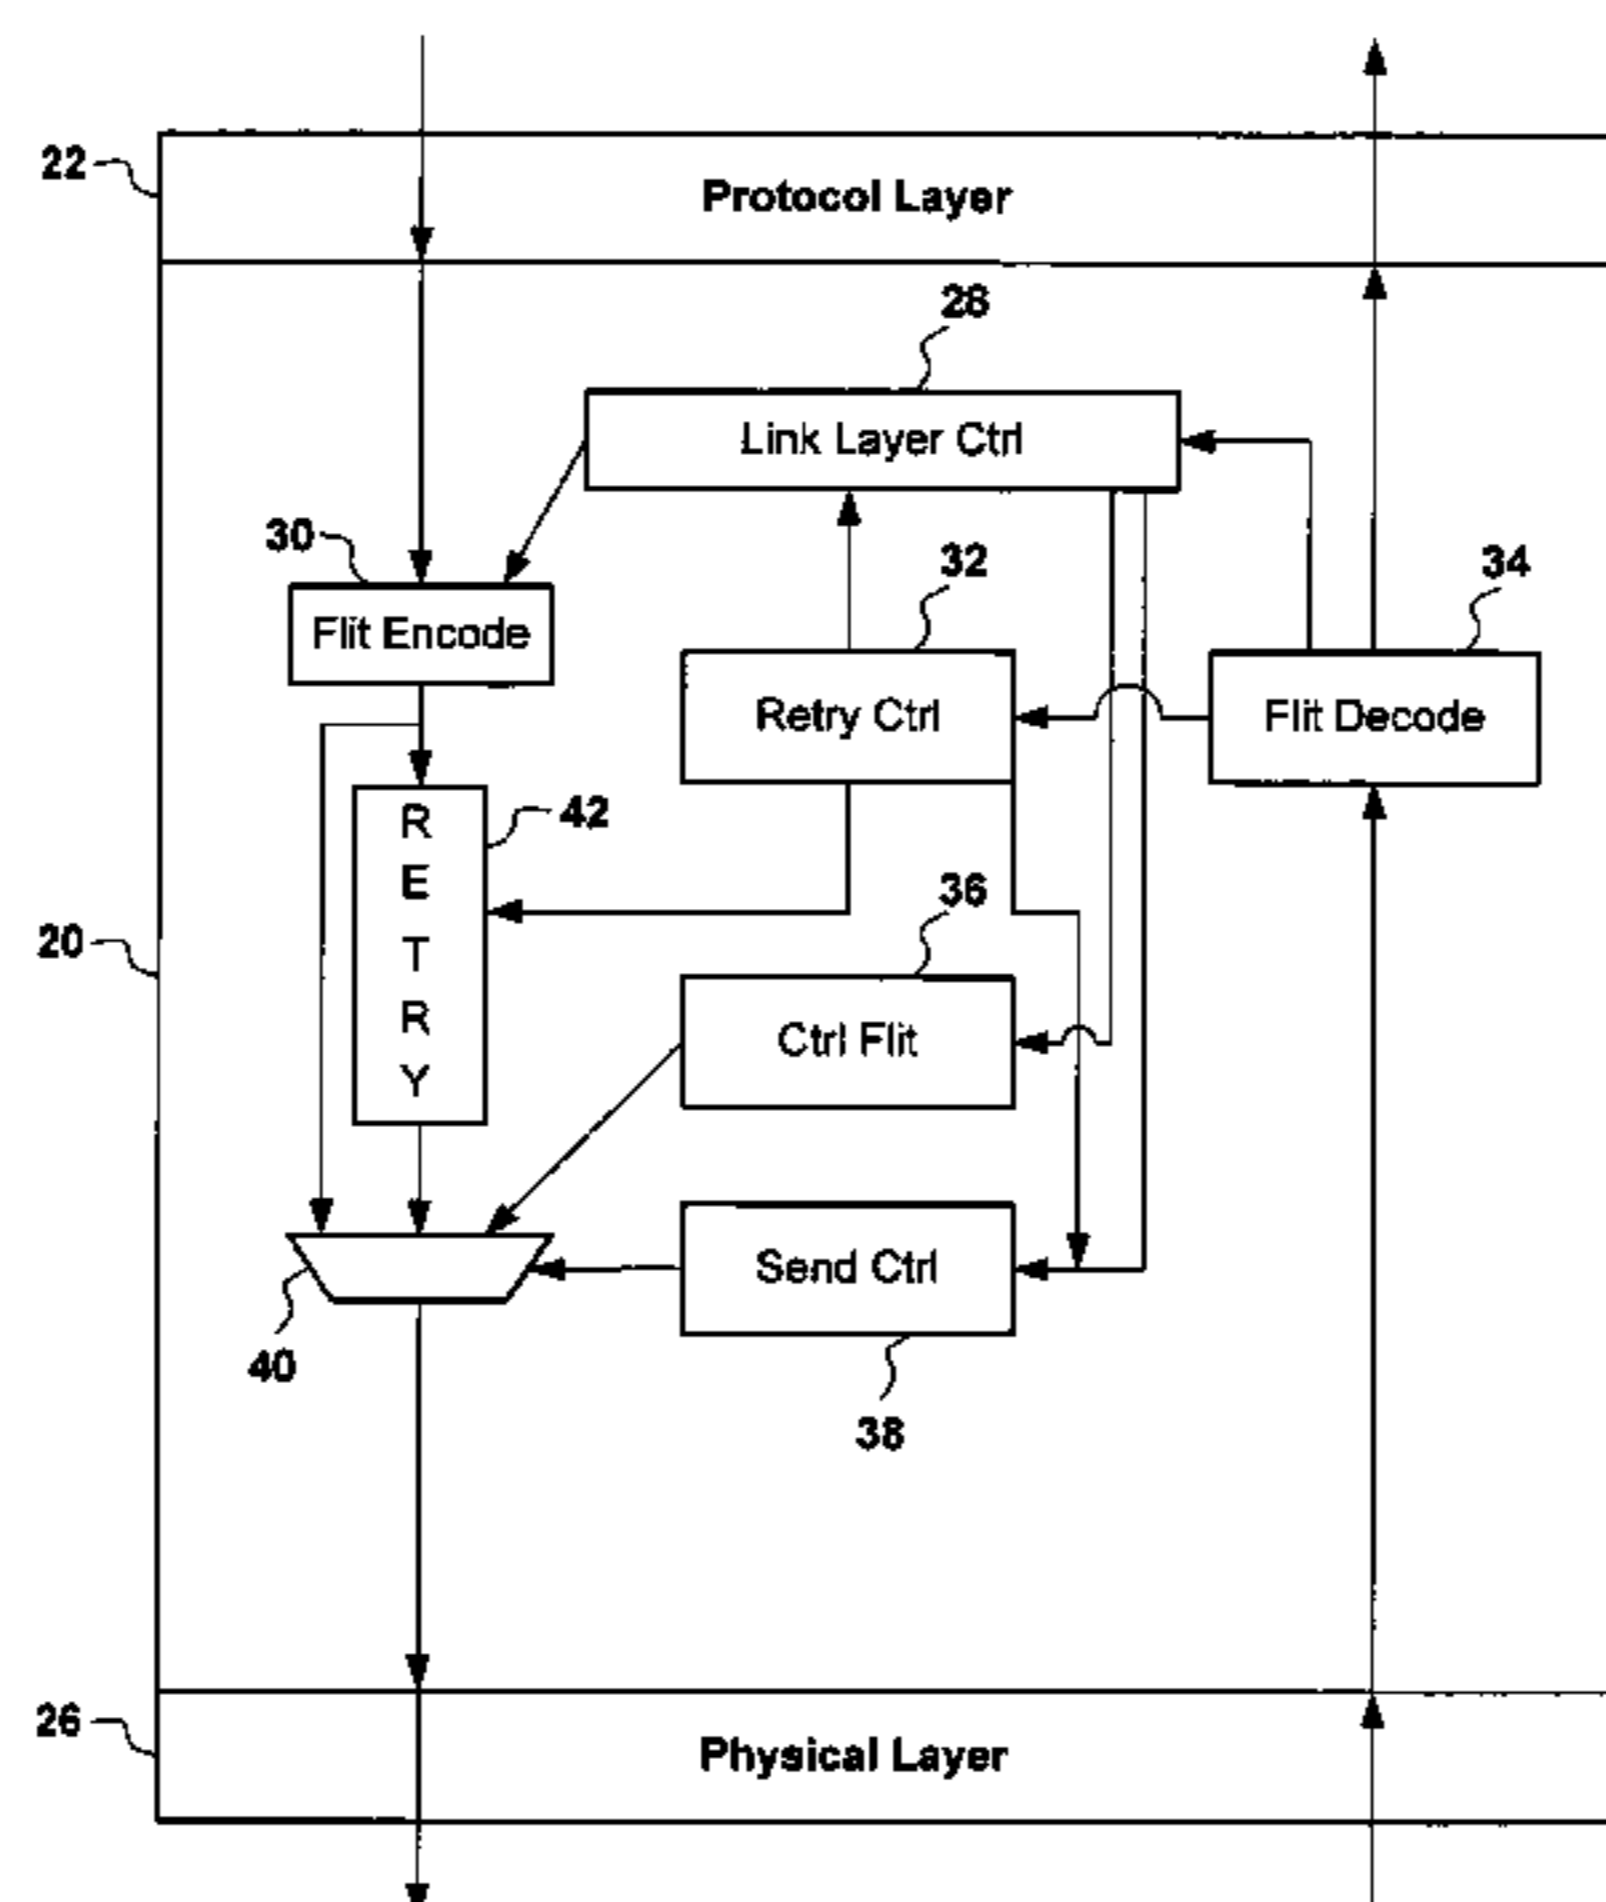 22
Protocol Layer
28
Link Layer Ctrl
30
32
34
Flit Encode
Retry Ctrl
Flit Decode
42
R
E
T
R
Y
36
20
Ctrl Flit
Send Ctrl
40
38
26
Physical Layer